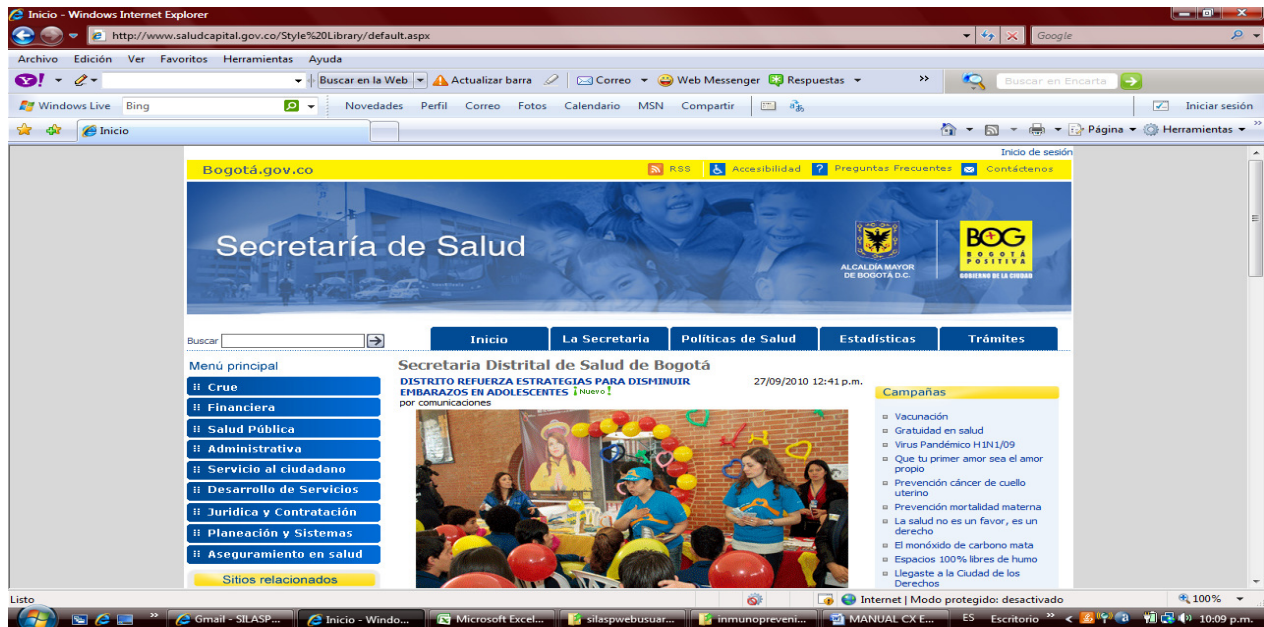 Inicio - Windows Internet Explorer
http://www.saludcapital.gov.co/Style%20Library/default.aspx
Google
Archivo Edición Ver Favoritos Herramientas Ayuda
Buscar en la Web Actualizar barra Correo Web Messenger Respuestas »
Buscar en Encarta
Windows Live Bing Novedades Perfil Correo Fotos Calendario MSN Compartir Iniciar sesión
Inicio Página Herramientas »
Inicio de sesión
Bogotá.gov.co RSS Accesibilidad ? Preguntas Frecuentes Contáctenos
Secretaría de Salud
ALCALDÍA MAYOR
DE BOGOTÁ D.C.
BOG
BOGOTÁ
POSITIVA
GOBIERNO DE LA CIUDAD
Buscar
Inicio La Secretaria Políticas de Salud Estadísticas Trámites
Menú principal
Crue
Financiera
Salud Pública
Administrativa
Servicio al ciudadano
Desarrollo de Servicios
Juridica y Contratación
Planeación y Sistemas
Aseguramiento en salud
Sitios relacionados
Secretaria Distrital de Salud de Bogotá
DISTRITO REFUERZA ESTRATEGIAS PARA DISMINUIR 27/09/2010 12:41 p.m.
EMBARAZOS EN ADOLESCENTES ¡Nuevo!
por comunicaciones
Campañas
Vacunación
Gratuidad en salud
Virus Pandémico H1N1/09
Que tu primer amor sea el amor
propio
Prevención cáncer de cuello
uterino
Prevención mortalidad materna
La salud no es un favor, es un
derecho
El monóxido de carbono mata
Espacios 100% libres de humo
Llegaste a la Ciudad de los
Derechos
Listo Internet | Modo protegido: desactivado 100%
» Gmail - SILASP... Inicio - Windo... Microsoft Excel... silaspwebusuar... inmunopreveni... MANUAL CX E... ES Escritorio » < 10:09 p.m.